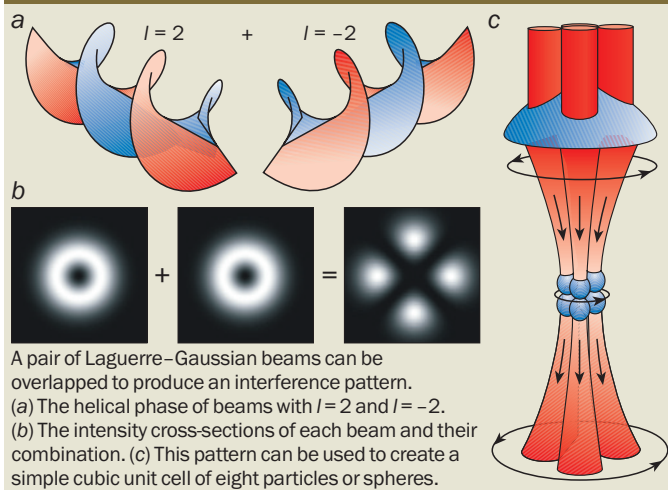 a
l = 2 + l = –2
c
b
+ =
A pair of Laguerre–Gaussian beams can be
overlapped to produce an interference pattern.
(a) The helical phase of beams with l = 2 and l = –2.
(b) The intensity cross-sections of each beam and their
combination. (c) This pattern can be used to create a
simple cubic unit cell of eight particles or spheres.